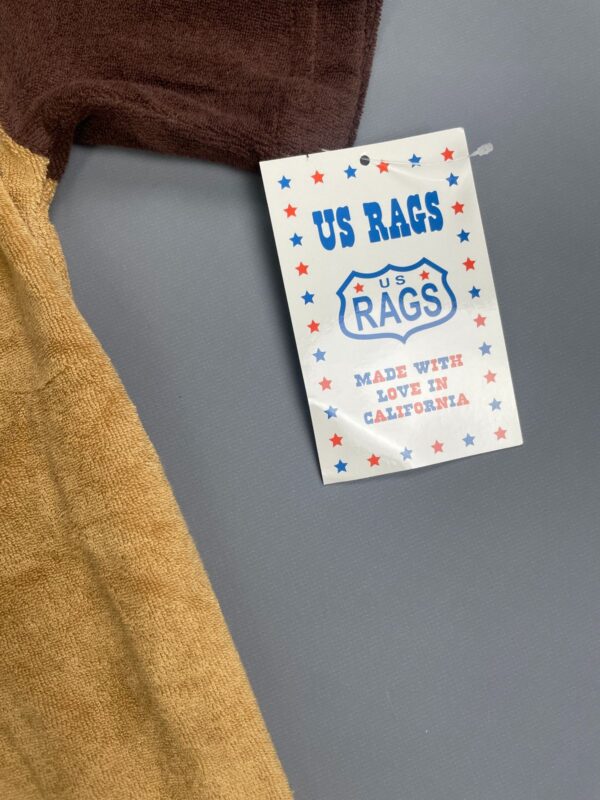 US RAGS
US
RAGS
MADE WITH
LOVE IN
CALIFORNIA